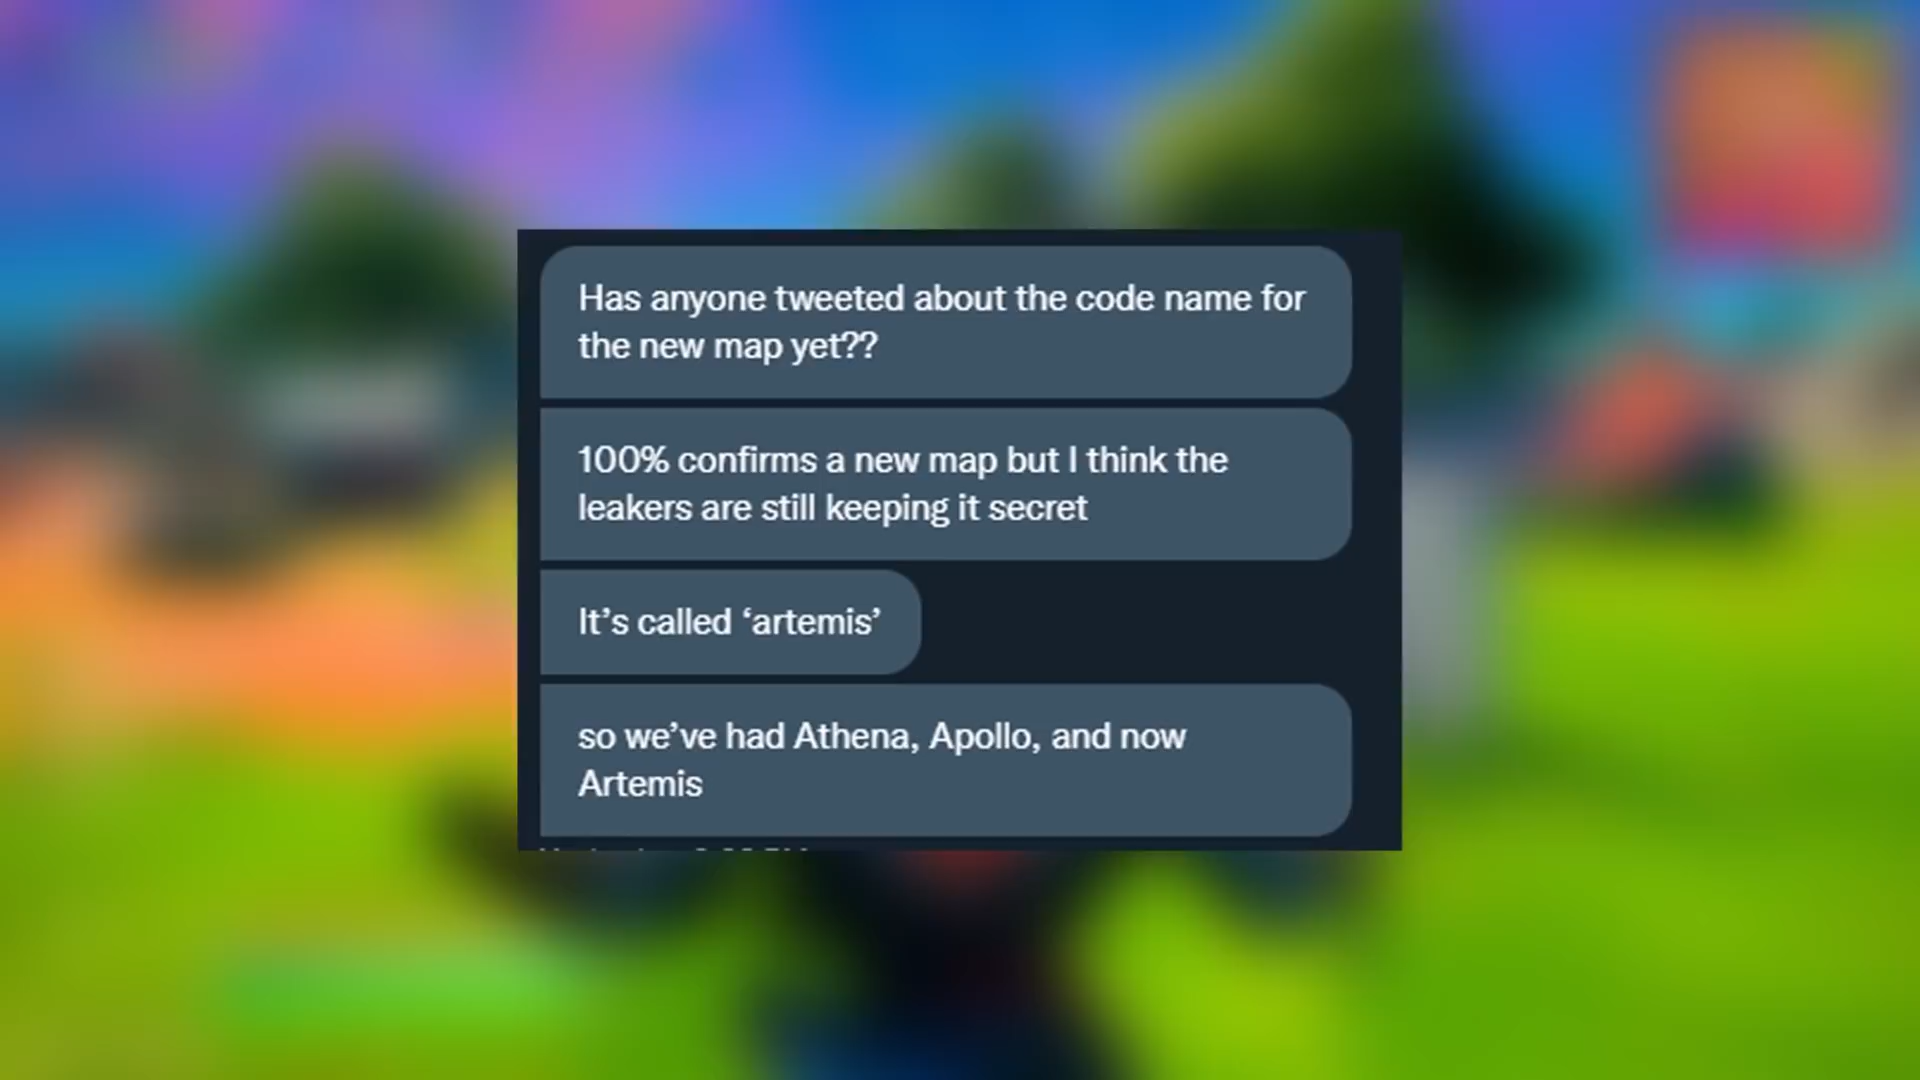 Has anyone tweeted about the code name for
the new map yet??
100% confirms a new map but I think the
leakers are still keeping it secret
It’s called ‘artemis’
so we’ve had Athena, Apollo, and now
Artemis